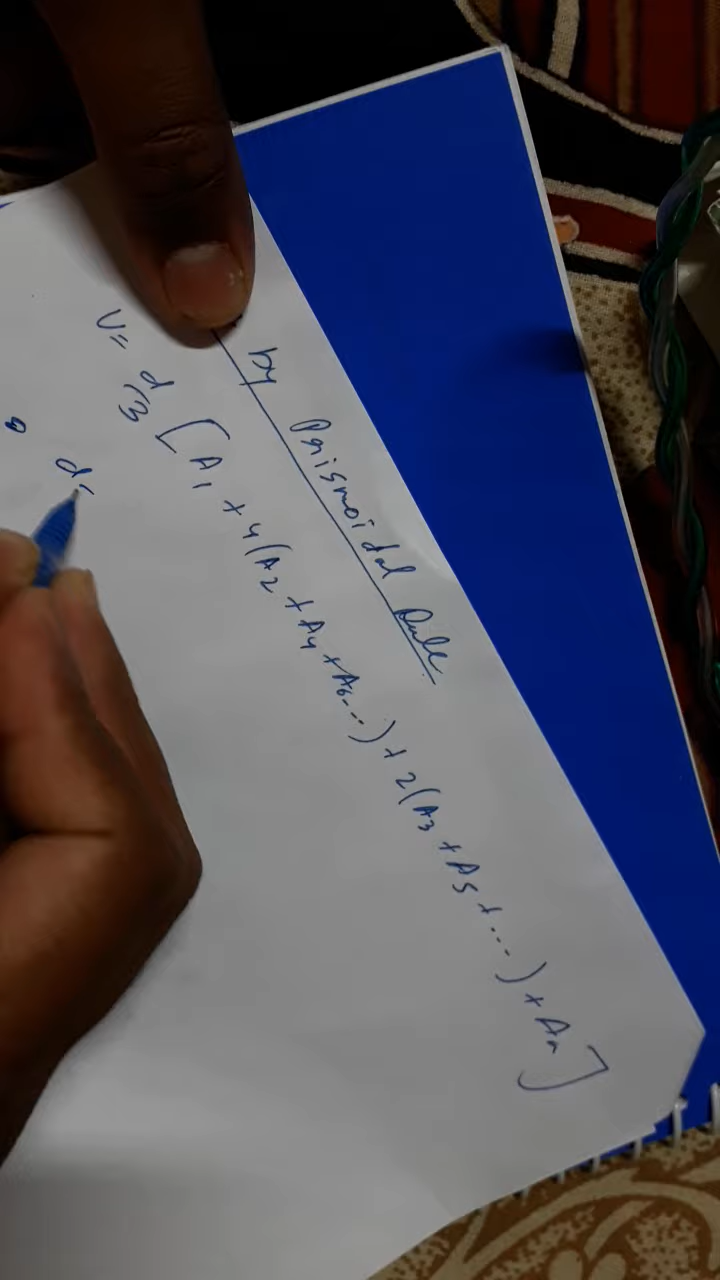 by Prismoidal Rule
V= d/3 [A1 + 4(A2 + A4 + A6...) + 2(A3 + A5 + ...) + An]
d=